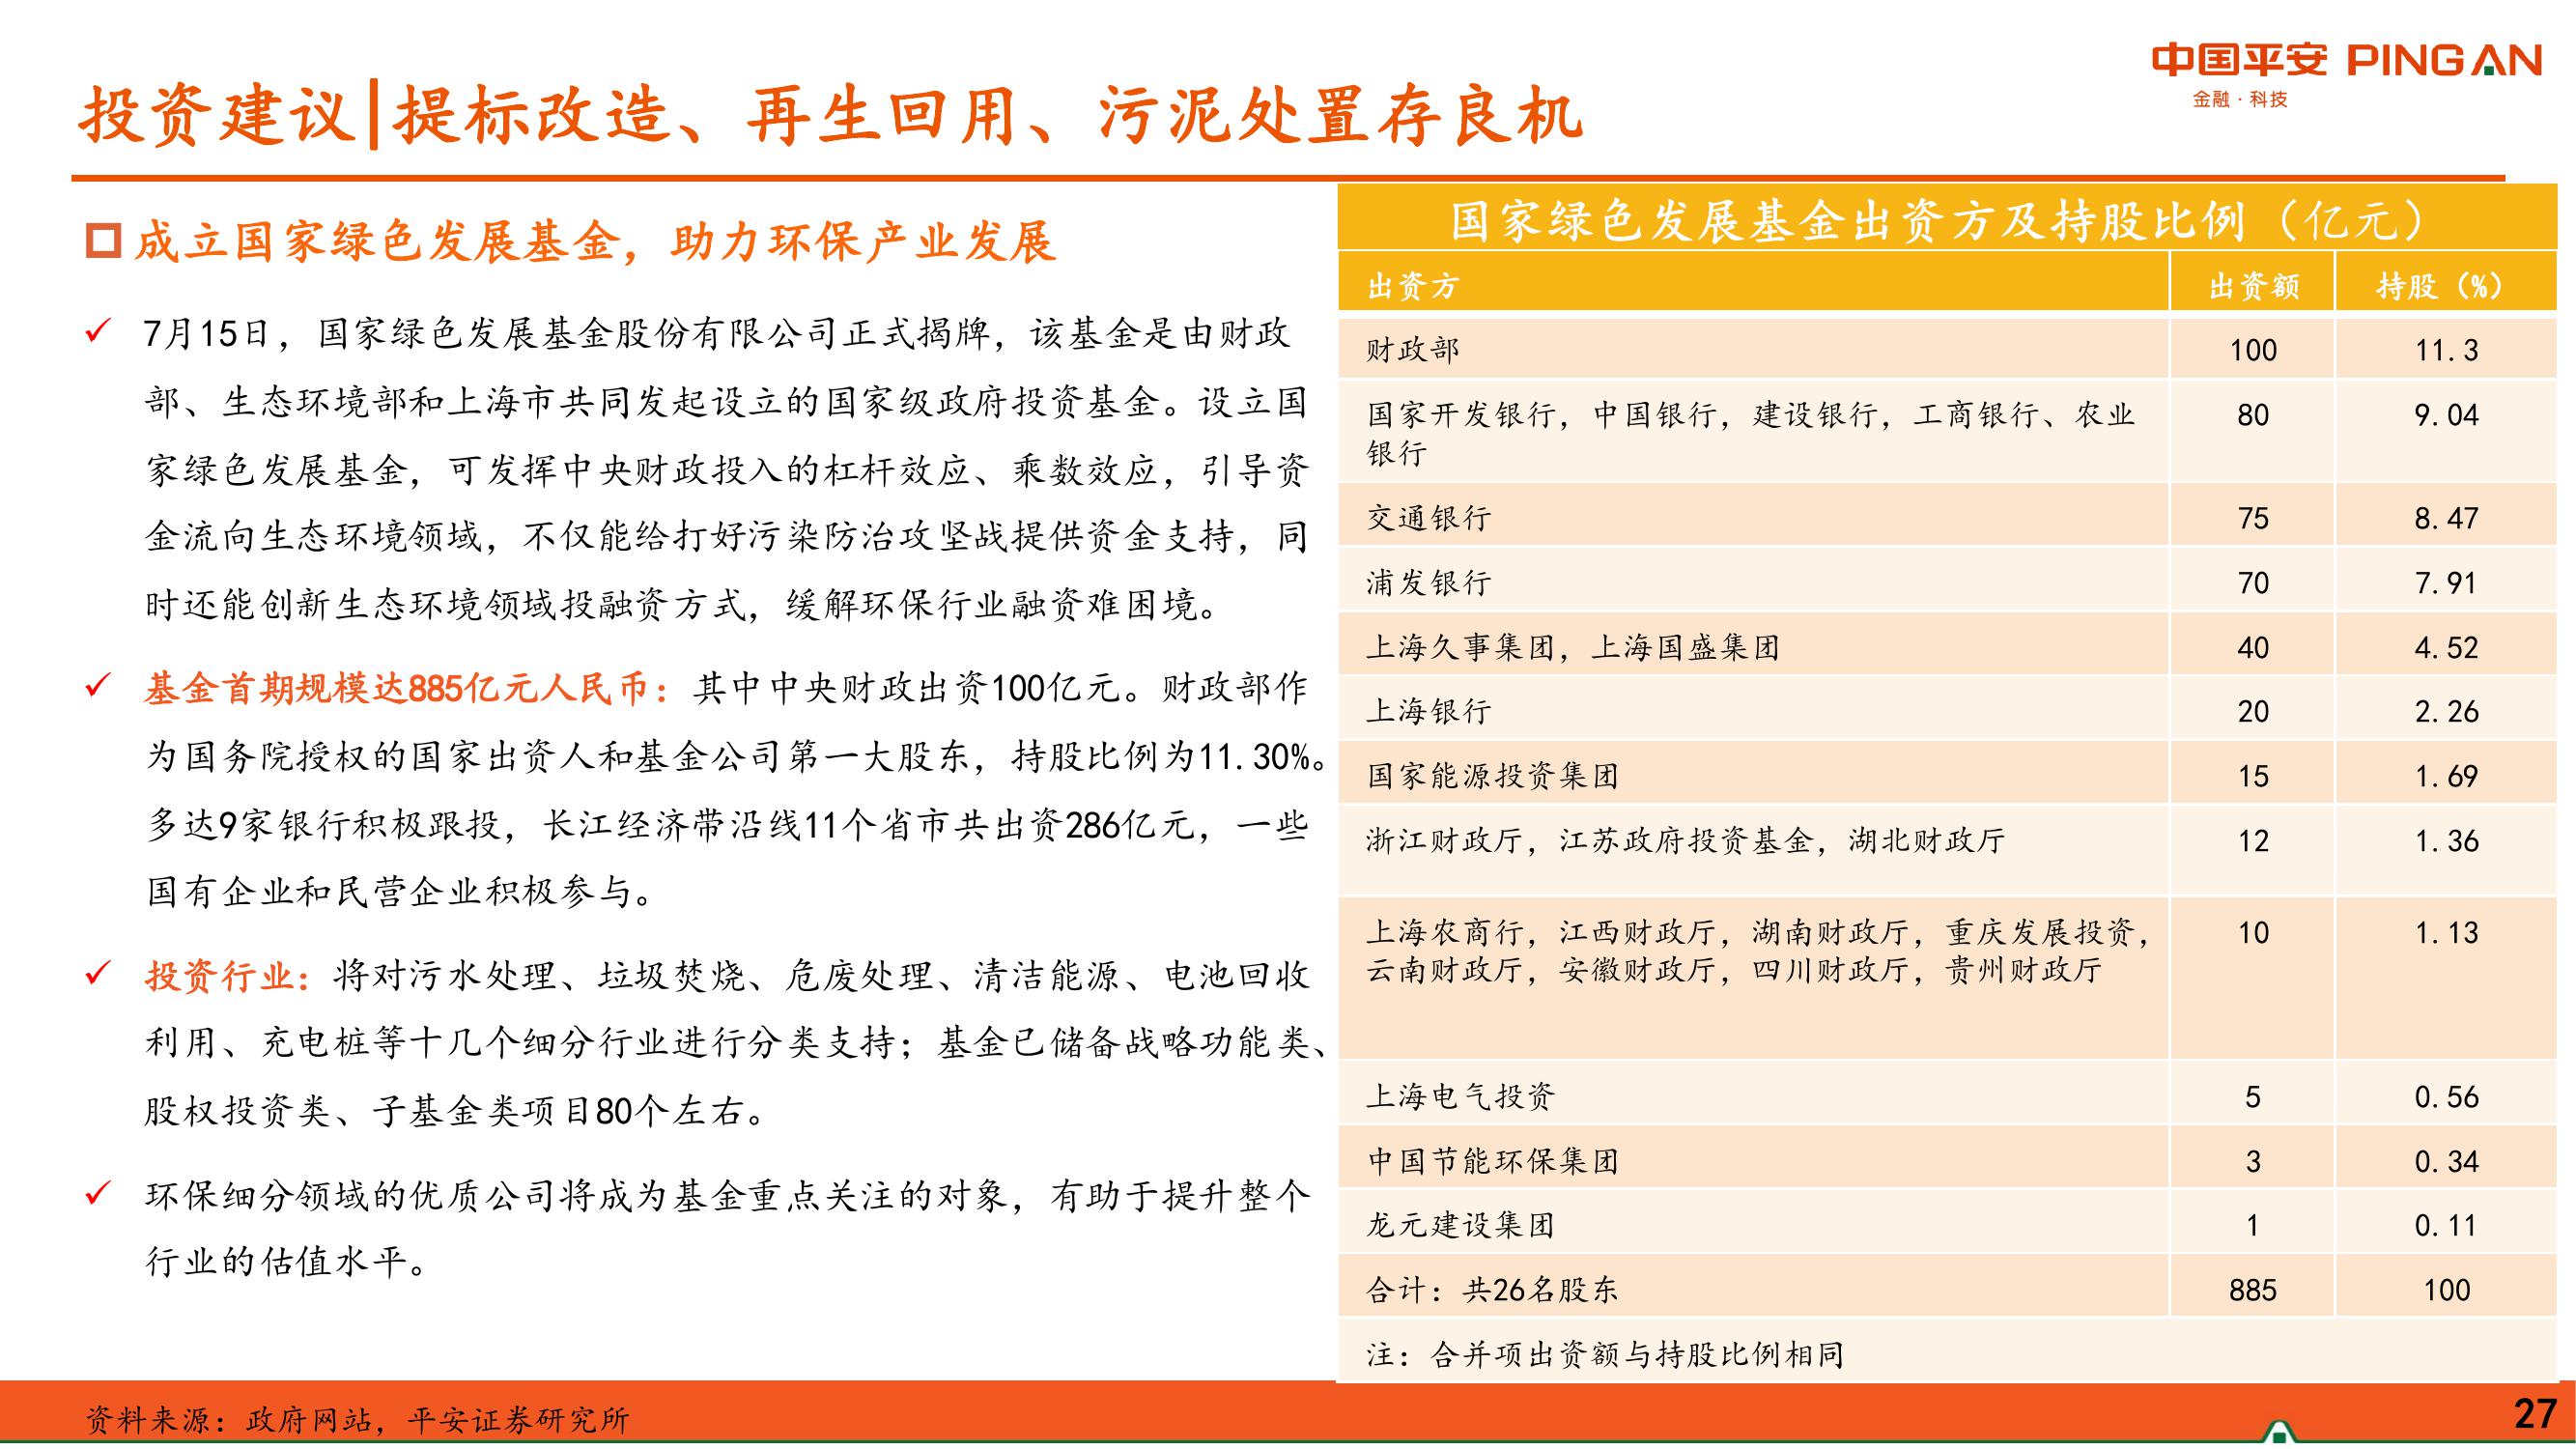 中国平安 PINGAN
金融·科技
投资建议|提标改造、再生回用、污泥处置存良机
成立国家绿色发展基金，助力环保产业发展
7月15日，国家绿色发展基金股份有限公司正式揭牌，该基金是由财政
部、生态环境部和上海市共同发起设立的国家级政府投资基金。设立国
家绿色发展基金，可发挥中央财政投入的杠杆效应、乘数效应，引导资
金流向生态环境领域，不仅能给打好污染防治攻坚战提供资金支持，同
时还能创新生态环境领域投融资方式，缓解环保行业融资难困境。
基金首期规模达885亿元人民币：其中中央财政出资100亿元。财政部作
为国务院授权的国家出资人和基金公司第一大股东，持股比例为11.30%。
多达9家银行积极跟投，长江经济带沿线11个省市共出资286亿元，一些
国有企业和民营企业积极参与。
投资行业：将对污水处理、垃圾焚烧、危废处理、清洁能源、电池回收
利用、充电桩等十几个细分行业进行分类支持；基金已储备战略功能类、
股权投资类、子基金类项目80个左右。
环保细分领域的优质公司将成为基金重点关注的对象，有助于提升整个
行业的估值水平。
国家绿色发展基金出资方及持股比例（亿元）
出资方 出资额 持股（%）
财政部 100 11.3
国家开发银行，中国银行，建设银行，工商银行、农业 80 9.04
银行
交通银行 75 8.47
浦发银行 70 7.91
上海久事集团，上海国盛集团 40 4.52
上海银行 20 2.26
国家能源投资集团 15 1.69
浙江财政厅，江苏政府投资基金，湖北财政厅 12 1.36
上海农商行，江西财政厅，湖南财政厅，重庆发展投资， 10 1.13
云南财政厅，安徽财政厅，四川财政厅，贵州财政厅
上海电气投资 5 0.56
中国节能环保集团 3 0.34
龙元建设集团 1 0.11
合计：共26名股东 885 100
注：合并项出资额与持股比例相同
资料来源：政府网站，平安证券研究所
27